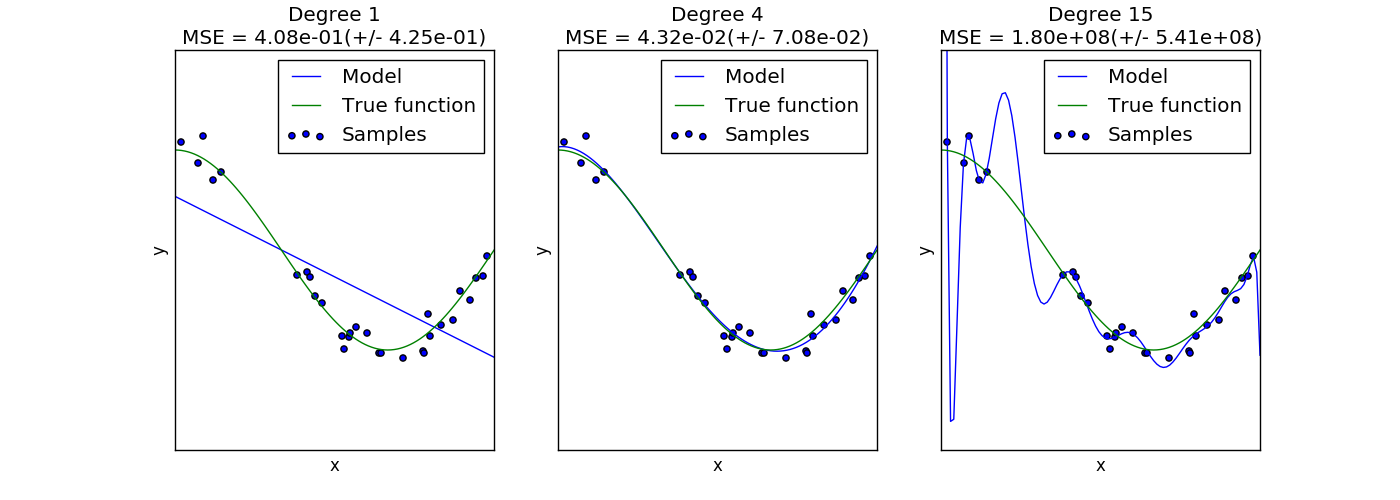 Degree 1
MSE = 4.08e-01(+/- 4.25e-01)
Model
True function
Samples
y
x
Degree 4
MSE = 4.32e-02(+/- 7.08e-02)
Model
True function
Samples
y
x
Degree 15
MSE = 1.80e+08(+/- 5.41e+08)
Model
True function
Samples
y
x